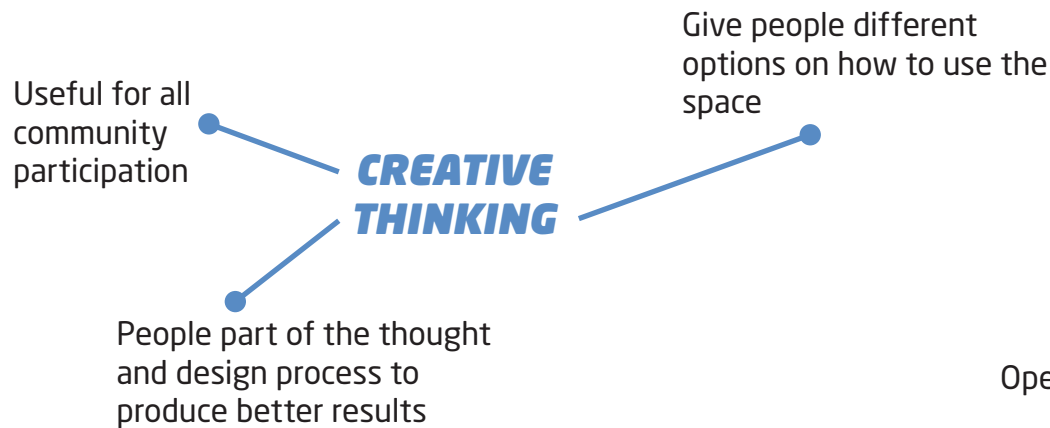 Give people different
options on how to use the
space
Useful for all
community
participation
CREATIVE
THINKING
People part of the thought
and design process to
produce better results
Ope